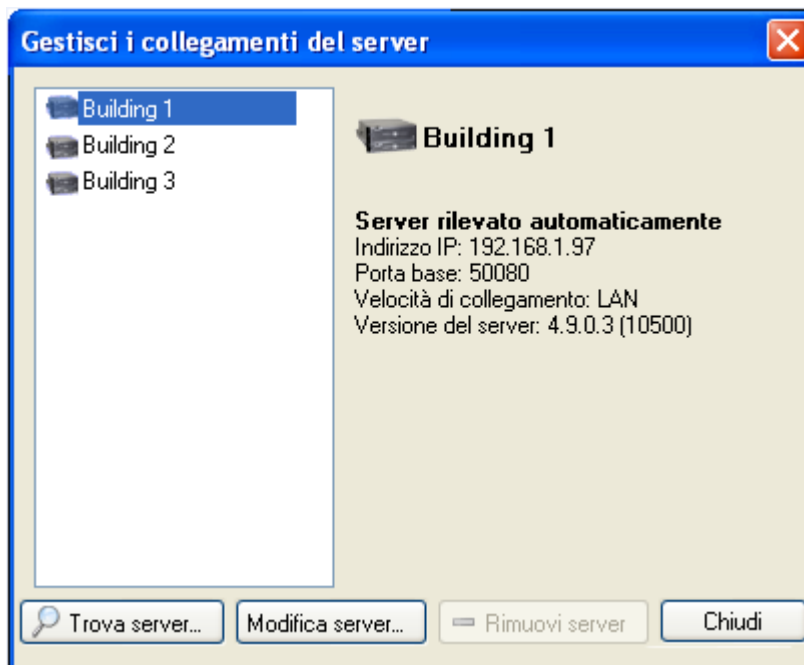 Gestisci i collegamenti del server
Building 1
Building 2
Building 3
Building 1
Server rilevato automaticamente
Indirizzo IP: 192.168.1.97
Porta base: 50080
Velocità di collegamento: LAN
Versione del server: 4.9.0.3 (10500)
Trova server...
Modifica server...
Rimuovi server
Chiudi